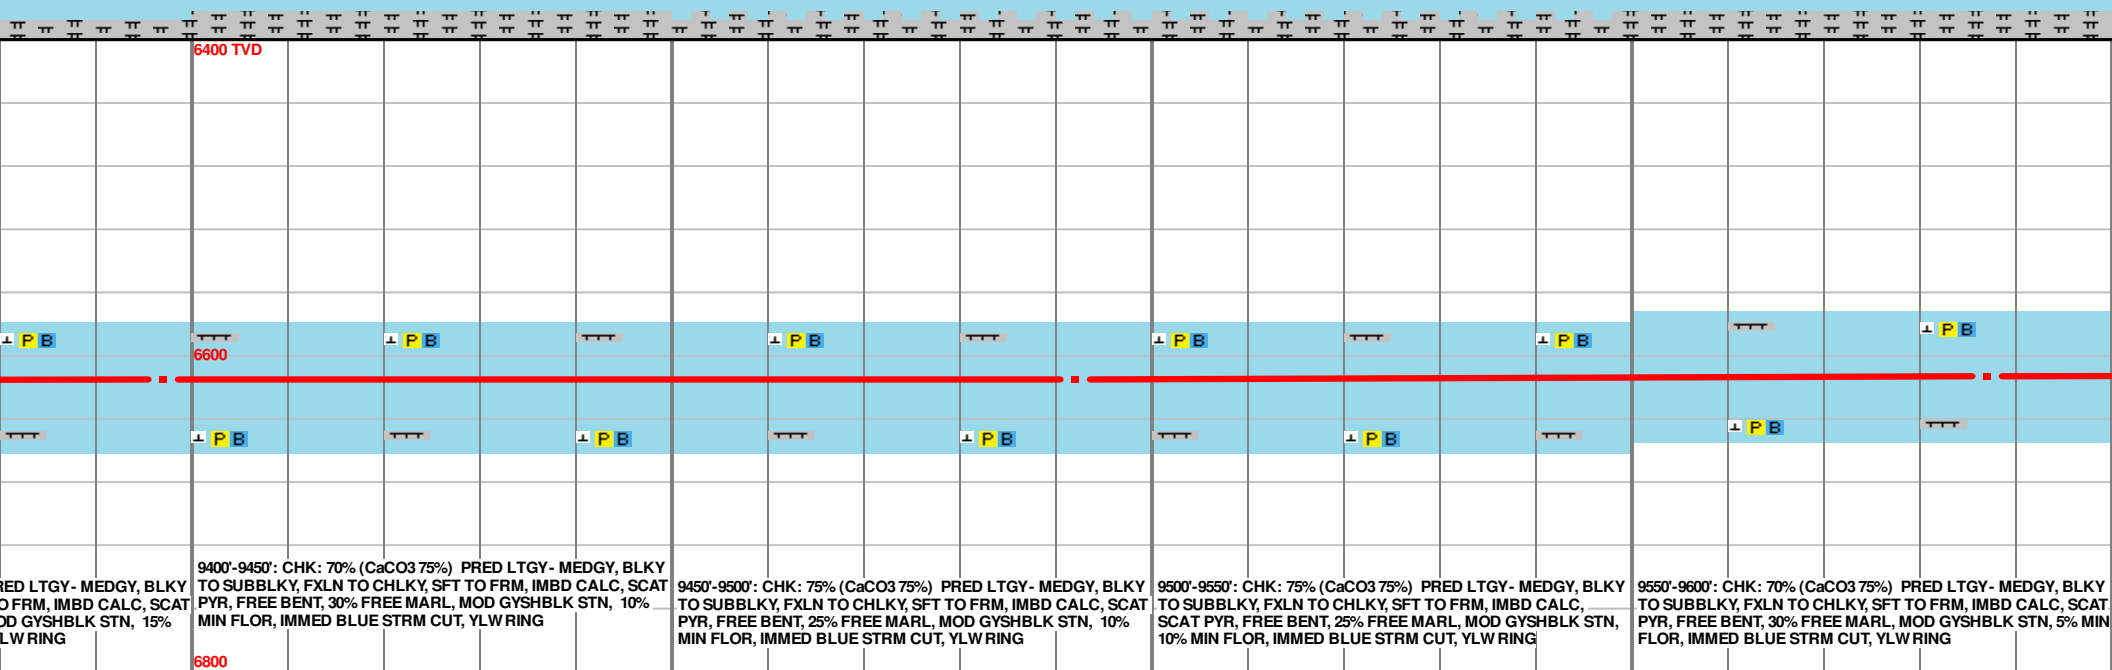 6400 TVD
P B
P B
P B
P B
P B
P B
6600
P B
P B
P B
P B
P B
RED LTGY- MEDGY, BLKY
O FRM, IMBD CALC, SCAT
OD GYSHBLK STN, 15%
LW RING
9400'-9450': CHK: 70% (CaCO3 75%) PRED LTGY- MEDGY, BLKY
TO SUBBLKY, FXLN TO CHLKY, SFT TO FRM, IMBD CALC, SCAT
PYR, FREE BENT, 30% FREE MARL, MOD GYSHBLK STN, 10%
MIN FLOR, IMMED BLUE STRM CUT, YLW RING
9450'-9500': CHK: 75% (CaCO3 75%) PRED LTGY- MEDGY, BLKY
TO SUBBLKY, FXLN TO CHLKY, SFT TO FRM, IMBD CALC, SCAT
PYR, FREE BENT, 25% FREE MARL, MOD GYSHBLK STN, 10%
MIN FLOR, IMMED BLUE STRM CUT, YLW RING
9500'-9550': CHK: 75% (CaCO3 75%) PRED LTGY- MEDGY, BLKY
TO SUBBLKY, FXLN TO CHLKY, SFT TO FRM, IMBD CALC,
SCAT PYR, FREE BENT, 25% FREE MARL, MOD GYSHBLK STN,
10% MIN FLOR, IMMED BLUE STRM CUT, YLW RING
9550'-9600': CHK: 70% (CaCO3 75%) PRED LTGY- MEDGY, BLKY
TO SUBBLKY, FXLN TO CHLKY, SFT TO FRM, IMBD CALC, SCAT
PYR, FREE BENT, 30% FREE MARL, MOD GYSHBLK STN, 5% MIN
FLOR, IMMED BLUE STRM CUT, YLW RING
6800